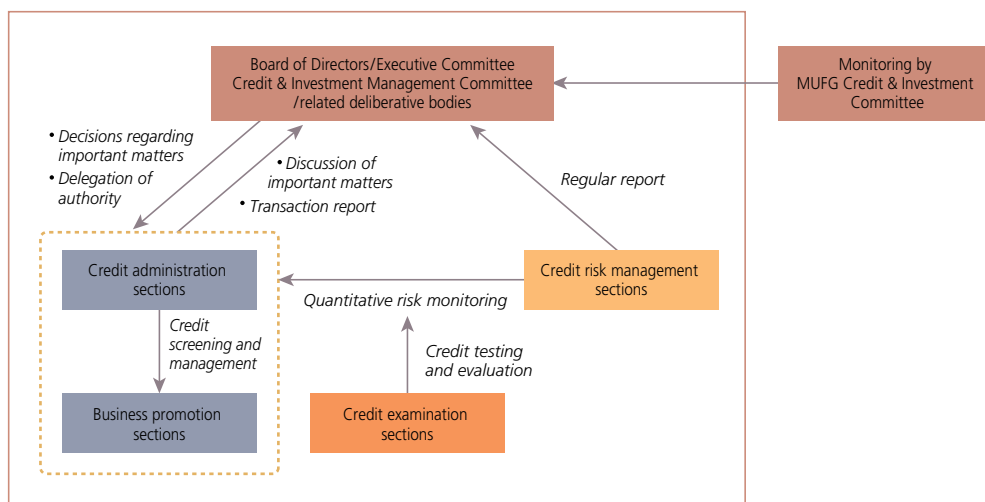 Board of Directors/Executive Committee
Credit & Investment Management Committee
/related deliberative bodies
Monitoring by
MUFG Credit & Investment
Committee
• Decisions regarding
important matters
• Delegation of
authority
• Discussion of
important matters
• Transaction report
Regular report
Credit administration
sections
Credit risk management
sections
Quantitative risk monitoring
Credit
screening and
management
Credit testing
and evaluation
Business promotion
sections
Credit examination
sections